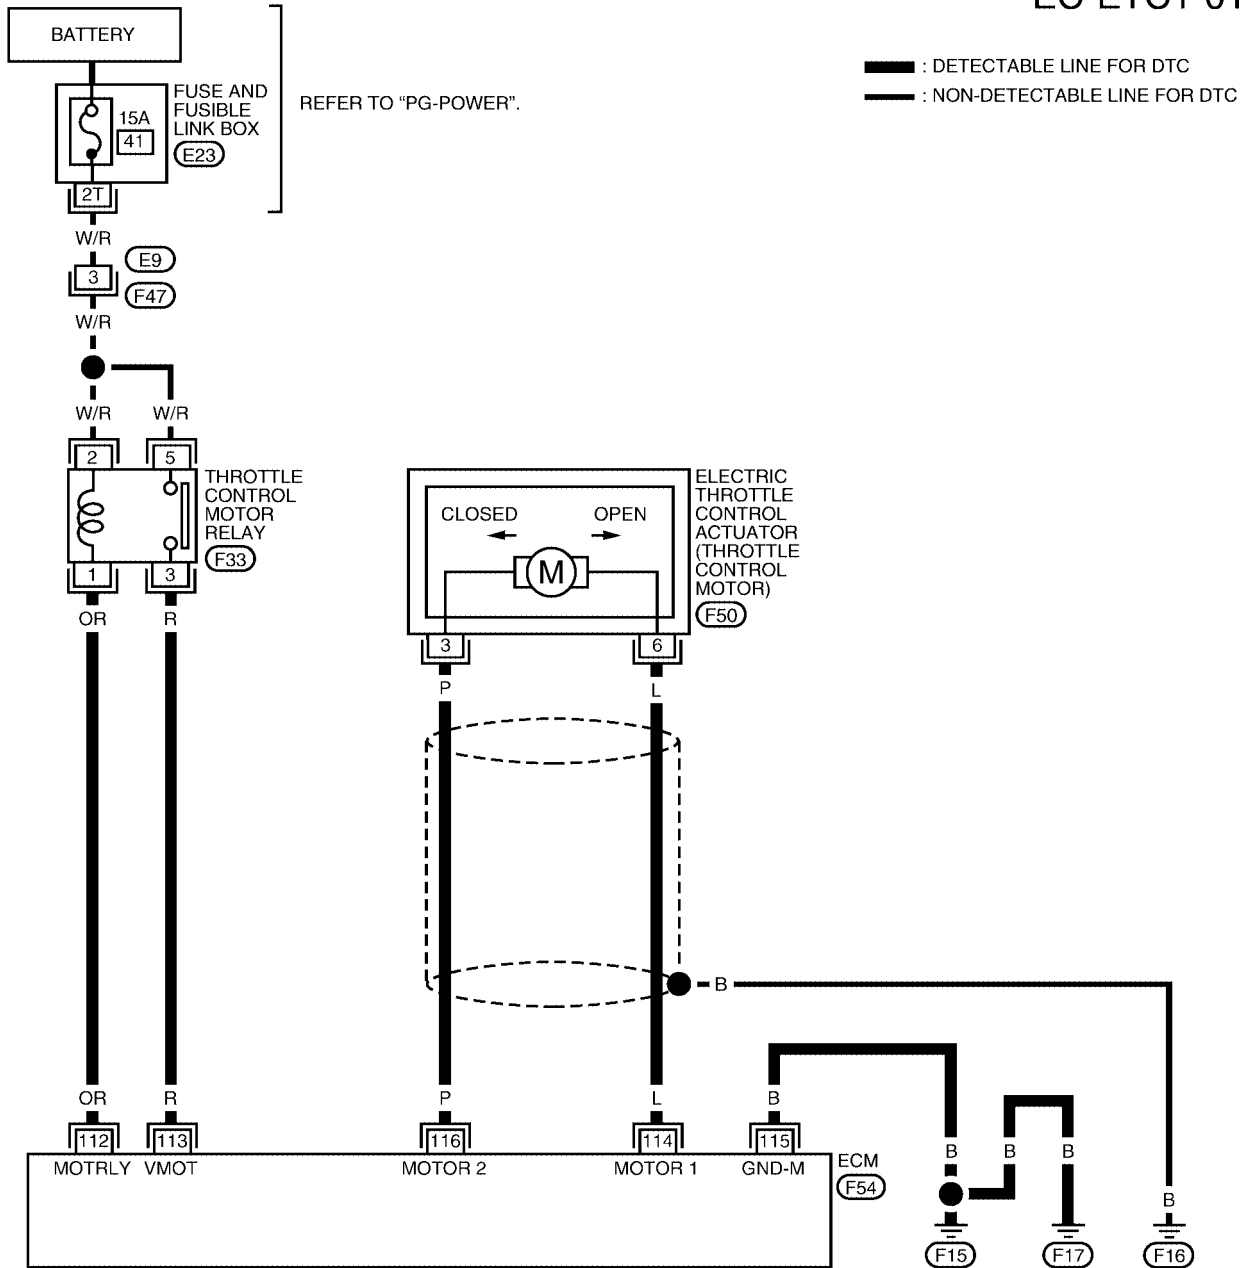 BATTERY
FUSE AND
FUSIBLE
LINK BOX
E23
15A
41
2T
REFER TO “PG-POWER”.
: DETECTABLE LINE FOR DTC
: NON-DETECTABLE LINE FOR DTC
W/R
E9
3
F47
W/R
W/R
W/R
2
5
THROTTLE
CONTROL
MOTOR
RELAY
F33
1
3
OR
R
CLOSED
OPEN
M
ELECTRIC
THROTTLE
CONTROL
ACTUATOR
(THROTTLE
CONTROL
MOTOR)
F50
3
6
P
L
B
OR
R
P
L
B
B
B
B
B
112
113
116
114
115
MOTRLY
VMOT
MOTOR 2
MOTOR 1
GND-M
ECM
F54
F15
F17
F16